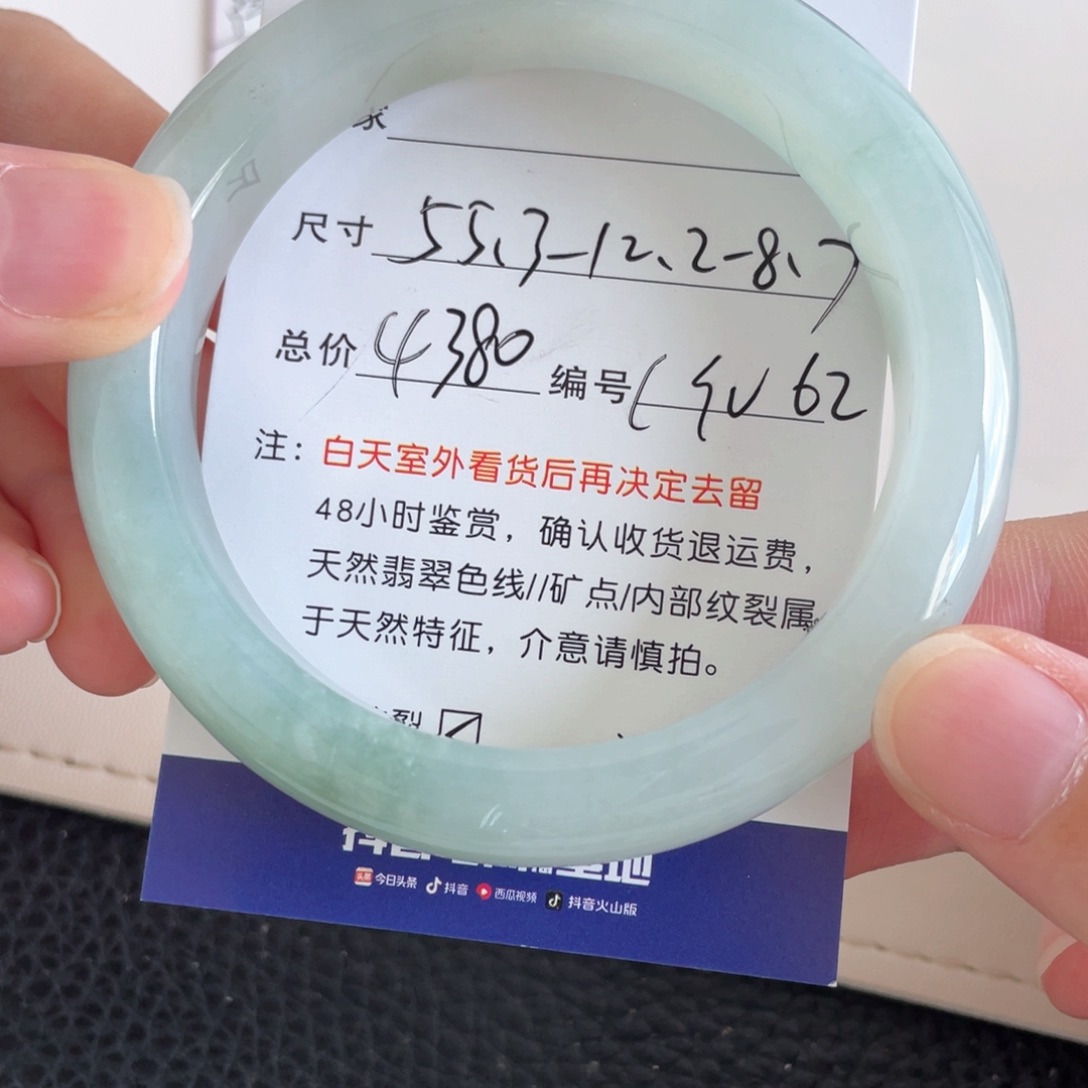 家
尺寸 55.3-12.2-8.7
总价 4380 编号
注：白天室外看货后再决定去留
48小时鉴赏，确认收货退运费，
天然翡翠色线//矿点/内部纹裂属
于天然特征，介意请慎拍。
裂 ☑
今日头条 抖音 西瓜视频 抖音火山版